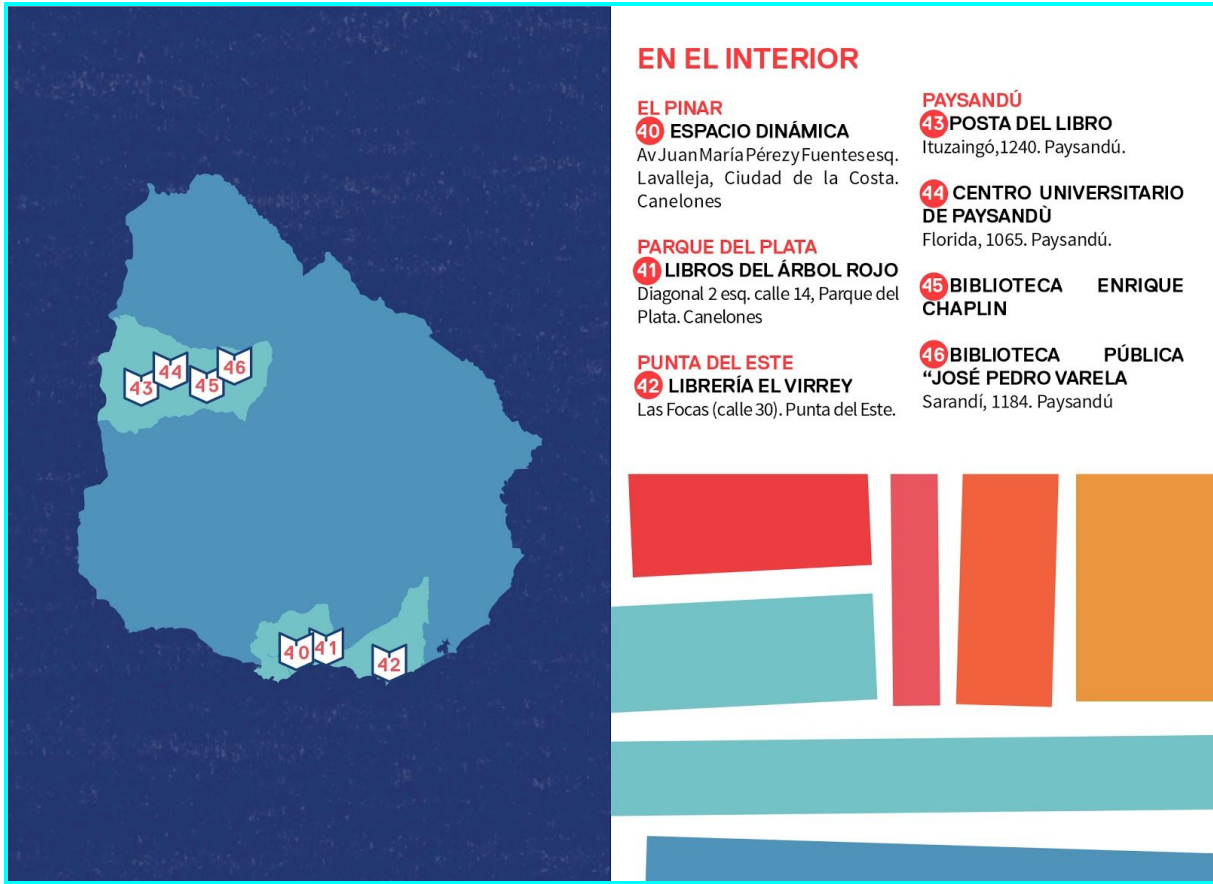 43
44
45
46
40
41
42
EN EL INTERIOR
EL PINAR
40 ESPACIO DINÁMICA
Av Juan María Pérez y Fuentes esq.
Lavalleja, Ciudad de la Costa.
Canelones
PARQUE DEL PLATA
41 LIBROS DEL ÁRBOL ROJO
Diagonal 2 esq. calle 14, Parque del
Plata. Canelones
PUNTA DEL ESTE
42 LIBRERÍA EL VIRREY
Las Focas (calle 30). Punta del Este.
PAYSANDÚ
43 POSTA DEL LIBRO
Ituzaingó,1240. Paysandú.
44 CENTRO UNIVERSITARIO
DE PAYSANDÙ
Florida, 1065. Paysandú.
45 BIBLIOTECA ENRIQUE
CHAPLIN
46 BIBLIOTECA PÚBLICA
“JOSÉ PEDRO VARELA
Sarandí, 1184. Paysandú